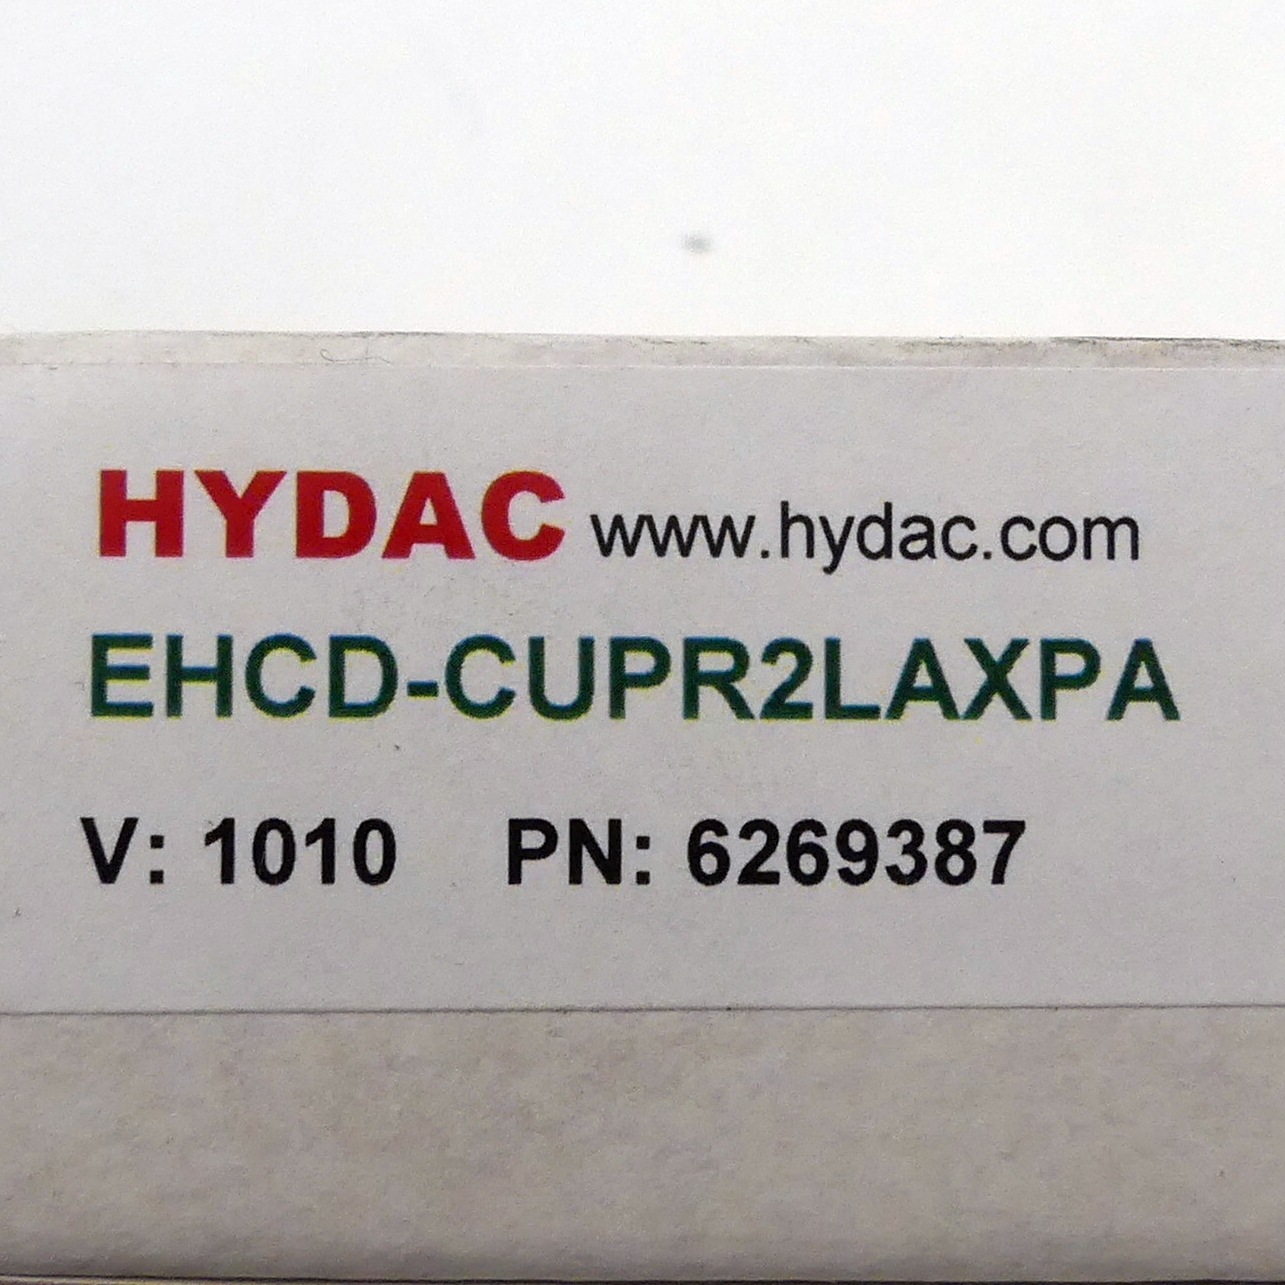 HYDAC www.hydac.com
EHCD-CUPR2LAXPA
V: 1010 PN: 6269387